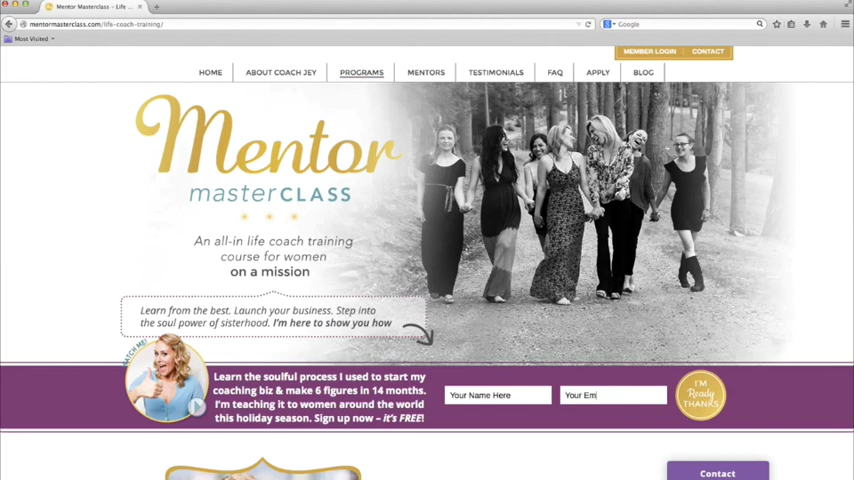 Mentor Masterclass – Life ...
mentormasterclass.com/life-coach-training/
Google
Most Visited
MEMBER LOGIN
CONTACT
HOME
ABOUT COACH JEY
PROGRAMS
MENTORS
TESTIMONIALS
FAQ
APPLY
BLOG
Mentor
masterCLASS
An all-in life coach training
course for women
on a mission
Learn from the best. Launch your business. Step into
the soul power of sisterhood. I'm here to show you how
WATCH ME!
Learn the soulful process I used to start my
coaching biz & make 6 figures in 14 months.
I'm teaching it to women around the world
this holiday season. Sign up now – it's FREE!
Your Name Here
Your Em
I'M
Ready
THANKS
Contact